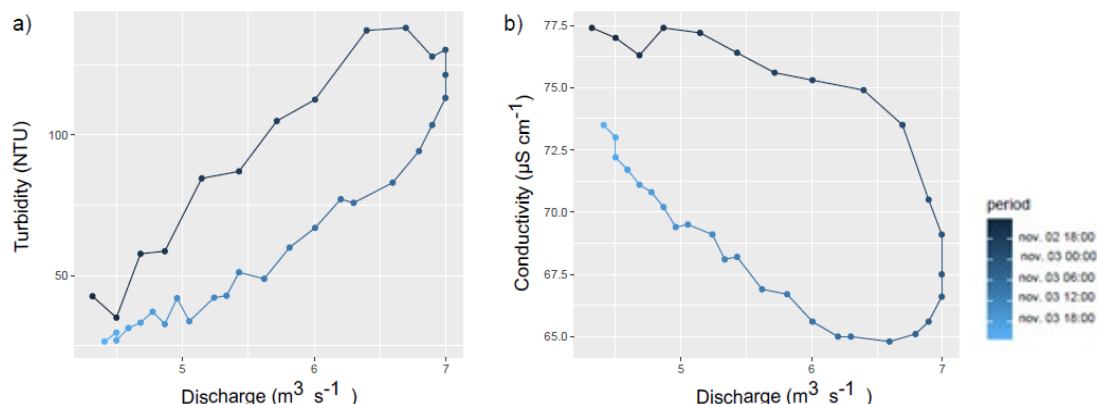 a)
Turbidity (NTU)
100
50
5
6
7
Discharge (m³ s⁻¹ )
b)
Conductivity (µS cm⁻¹)
77.5
75.0
72.5
70.0
67.5
65.0
5
6
7
Discharge (m³ s⁻¹ )
period
nov. 02 18:00
nov. 03 00:00
nov. 03 06:00
nov. 03 12:00
nov. 03 18:00